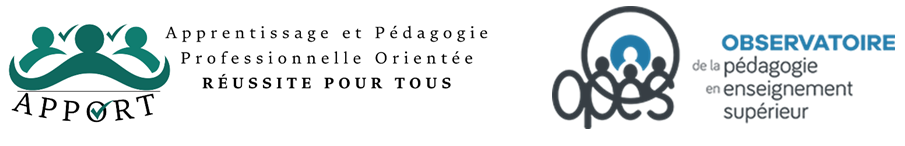 Apprentissage et Pédagogie
Professionnelle Orientée
RÉUSSITE POUR TOUS
APPORT
opes
OBSERVATOIRE
de la pédagogie
en enseignement
supérieur